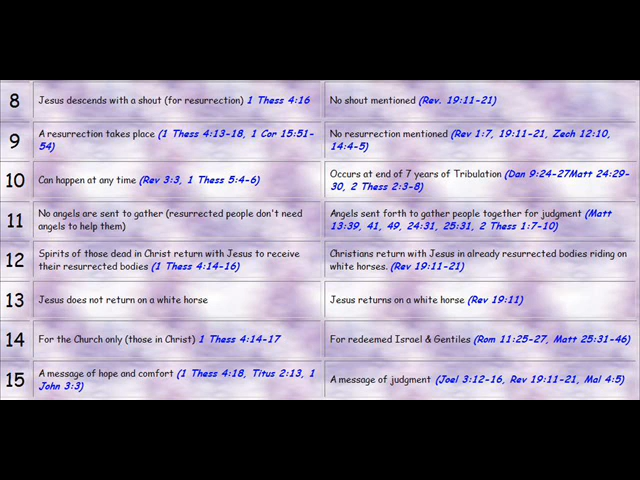 8 Jesus descends with a shout (for resurrection) 1 Thess 4:16 No shout mentioned (Rev. 19:11-21)
9 A resurrection takes place (1 Thess 4:13-18, 1 Cor 15:51-
54) No resurrection mentioned (Rev 1:7, 19:11-21, Zech 12:10,
14:4-5)
10 Can happen at any time (Rev 3:3, 1 Thess 5:4-6) Occurs at end of 7 years of Tribulation (Dan 9:24-27Matt 24:29-
30, 2 Thess 2:3-8)
11 No angels are sent to gather (resurrected people don't need
angels to help them) Angels sent forth to gather people together for judgment (Matt
13:39, 41, 49, 24:31, 25:31, 2 Thess 1:7-10)
12 Spirits of those dead in Christ return with Jesus to receive
their resurrected bodies (1 Thess 4:14-16) Christians return with Jesus in already resurrected bodies riding on
white horses. (Rev 19:11-21)
13 Jesus does not return on a white horse Jesus returns on a white horse (Rev 19:11)
14 For the Church only (those in Christ) 1 Thess 4:14-17 For redeemed Israel & Gentiles (Rom 11:25-27, Matt 25:31-46)
15 A message of hope and comfort (1 Thess 4:18, Titus 2:13, 1
John 3:3) A message of judgment (Joel 3:12-16, Rev 19:11-21, Mal 4:5)